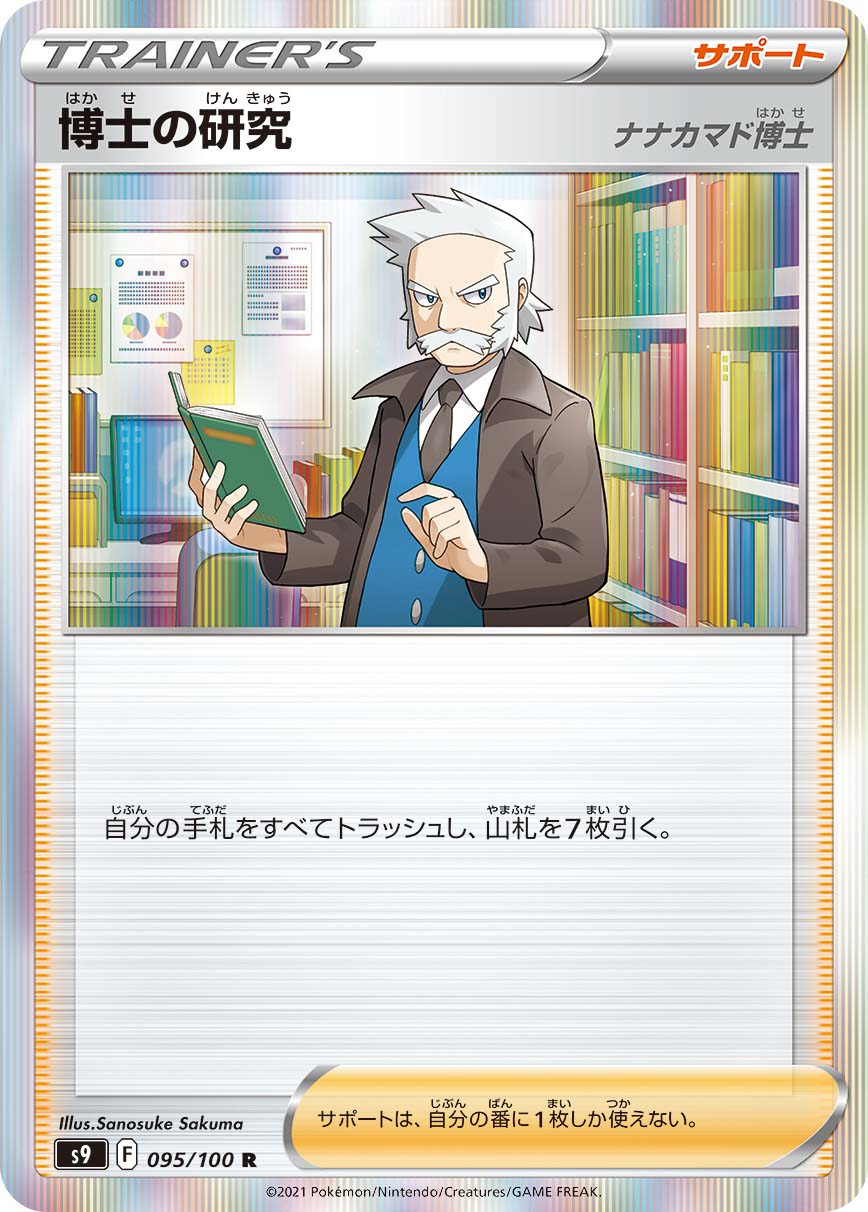 TRAINER'S
サポート
はかせ けんきゅう
博士の研究
はかせ
ナナカマド博士
じぶん てふだ やまふだ まい ひ
自分の手札をすべてトラッシュし、山札を7枚引く。
じぶん ばん まい つか
サポートは、自分の番に1枚しか使えない。
Illus.Sanosuke Sakuma
s9 F 095/100 R
©2021 Pokémon/Nintendo/Creatures/GAME FREAK.